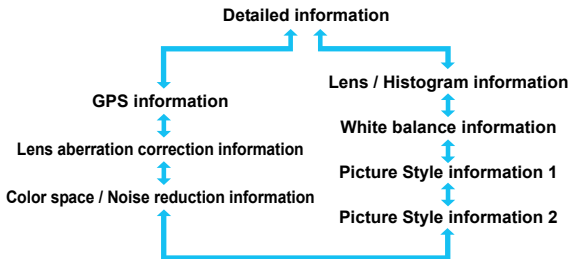 Detailed information
Lens / Histogram information
GPS information
White balance information
Lens aberration correction information
Picture Style information 1
Color space / Noise reduction information
Picture Style information 2